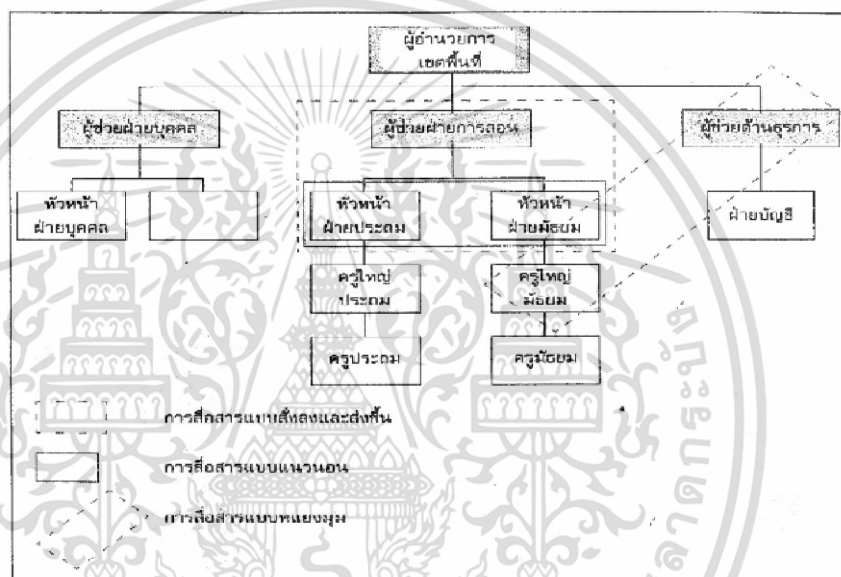 ผู้อำนวยการ
เขตพื้นที่
ผู้ช่วยฝ่ายบุคคล
ผู้ช่วยฝ่ายการสอน
ผู้ช่วยด้านธุรการ
หัวหน้า
ฝ่ายบุคคล
หัวหน้า
ฝ่ายประถม
หัวหน้า
ฝ่ายมัธยม
ฝ่ายบัญชี
ครูใหญ่
ประถม
ครูใหญ่
มัธยม
ครูประถม
ครูมัธยม
การสื่อสารแบบสั่งลงและส่งขึ้น
การสื่อสารแบบแนวนอน
การสื่อสารแบบทแยงมุม
ลาดกระบัง